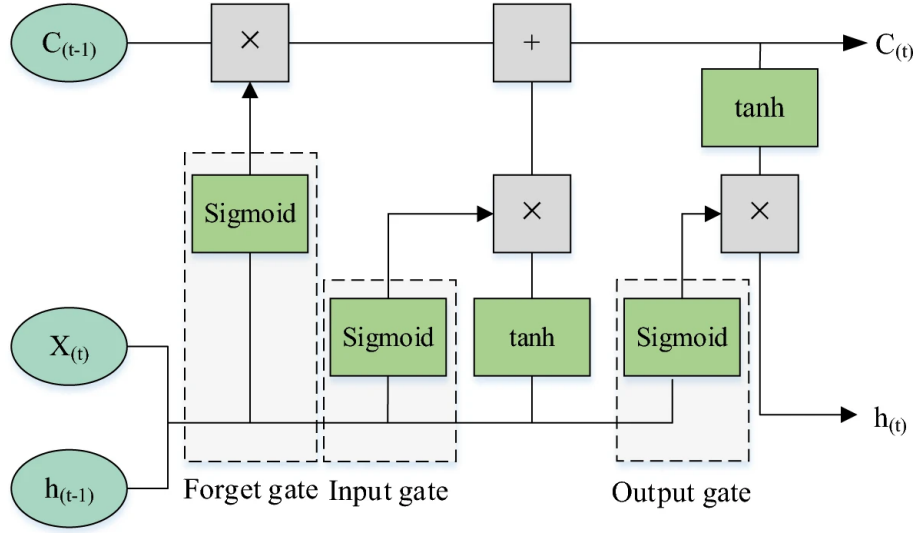 C(t-1)
×
+
C(t)
tanh
Sigmoid
×
×
X(t)
Sigmoid
tanh
Sigmoid
h(t)
h(t-1)
Forget gate
Input gate
Output gate